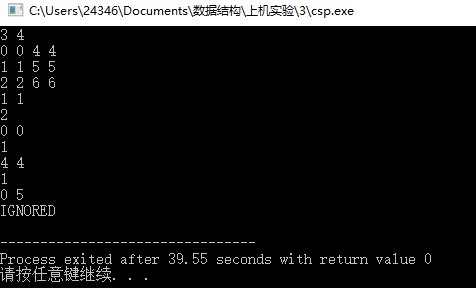 C:\Users\24346\Documents\数据结构\上机实验\3\csp.exe
3 4
0 0 4 4
1 1 5 5
2 2 6 6
1 1
2
0 0
1
4 4
1
0 5
IGNORED
--------------------------------
Process exited after 39.55 seconds with return value 0
请按任意键继续. . .